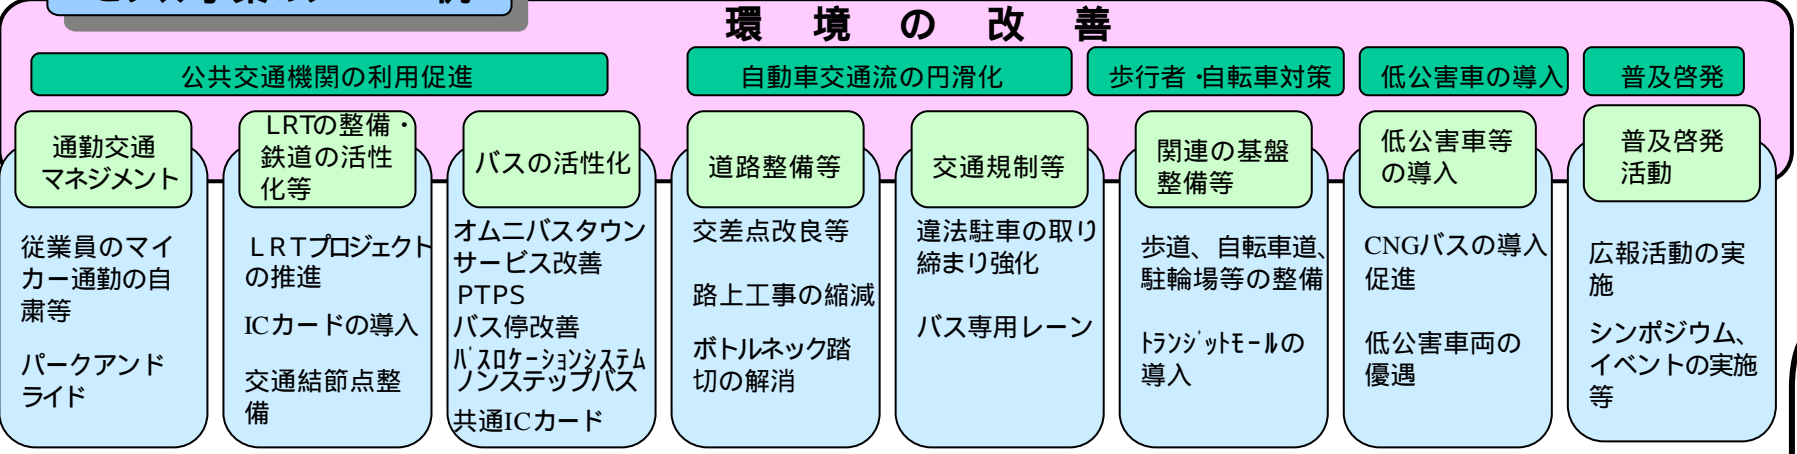 環境の改善
公共交通機関の利用促進
自動車交通流の円滑化
歩行者・自転車対策
低公害車の導入
普及啓発
通勤交通
マネジメント
従業員のマイ
カー通勤の自
粛等
パークアンド
ライド
LRTの整備・
鉄道の活性
化等
ＬＲＴプロジェクト
の推進
ICカードの導入
交通結節点整
備
バスの活性化
オムニバスタウン
サービス改善
PTPS
バス停改善
ﾊﾞｽﾛｹｰｼｮﾝｼｽﾃﾑ
ノンステップバス
共通ICカード
道路整備等
交差点改良等
路上工事の縮減
ボトルネック踏
切の解消
交通規制等
違法駐車の取り
締まり強化
バス専用レーン
関連の基盤
整備等
歩道、自転車道、
駐輪場等の整備
ﾄﾗﾝｼﾞｯﾄﾓｰﾙの
導入
低公害車等
の導入
CNGバスの導入
促進
低公害車両の
優遇
普及啓発
活動
広報活動の実
施
シンポジウム、
イベントの実施
等